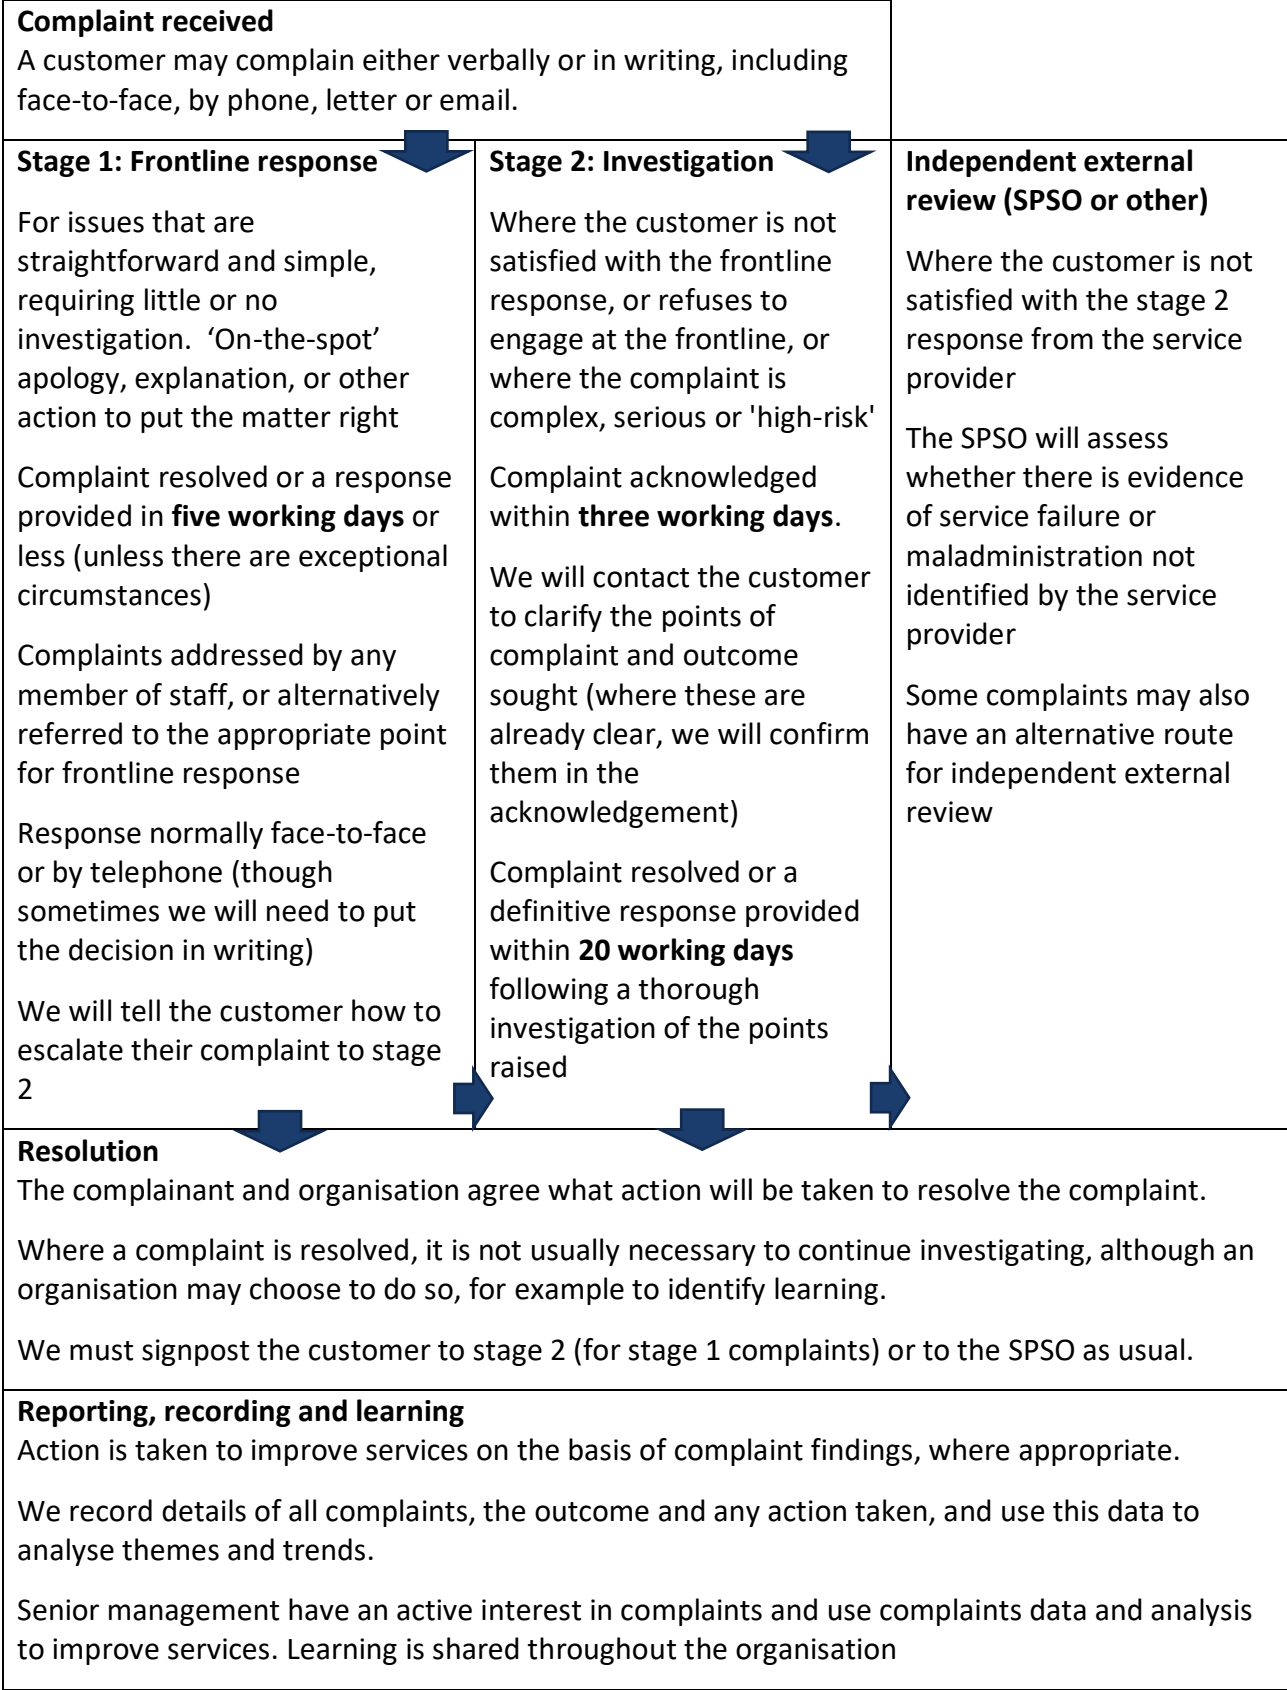 Complaint received
A customer may complain either verbally or in writing, including
face-to-face, by phone, letter or email.
Stage 1: Frontline response
For issues that are
straightforward and simple,
requiring little or no
investigation.  ‘On-the-spot’
apology, explanation, or other
action to put the matter right
Complaint resolved or a response
provided in five working days or
less (unless there are exceptional
circumstances)
Complaints addressed by any
member of staff, or alternatively
referred to the appropriate point
for frontline response
Response normally face-to-face
or by telephone (though
sometimes we will need to put
the decision in writing)
We will tell the customer how to
escalate their complaint to stage
2
Stage 2: Investigation
Where the customer is not
satisfied with the frontline
response, or refuses to
engage at the frontline, or
where the complaint is
complex, serious or 'high-risk'
Complaint acknowledged
within three working days.
We will contact the customer
to clarify the points of
complaint and outcome
sought (where these are
already clear, we will confirm
them in the
acknowledgement)
Complaint resolved or a
definitive response provided
within 20 working days
following a thorough
investigation of the points
raised
Independent external
review (SPSO or other)
Where the customer is not
satisfied with the stage 2
response from the service
provider
The SPSO will assess
whether there is evidence
of service failure or
maladministration not
identified by the service
provider
Some complaints may also
have an alternative route
for independent external
review
Resolution
The complainant and organisation agree what action will be taken to resolve the complaint.
Where a complaint is resolved, it is not usually necessary to continue investigating, although an
organisation may choose to do so, for example to identify learning.
We must signpost the customer to stage 2 (for stage 1 complaints) or to the SPSO as usual.
Reporting, recording and learning
Action is taken to improve services on the basis of complaint findings, where appropriate.
We record details of all complaints, the outcome and any action taken, and use this data to
analyse themes and trends.
Senior management have an active interest in complaints and use complaints data and analysis
to improve services. Learning is shared throughout the organisation